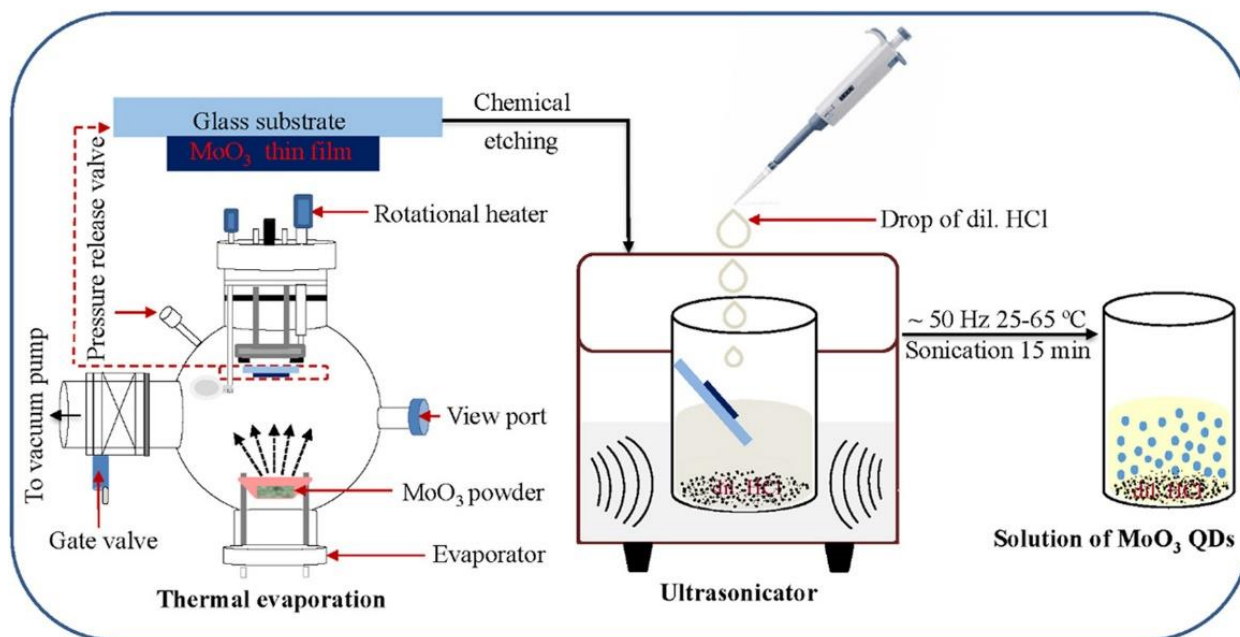 Glass substrate
MoO₃ thin film
Chemical
etching
Pressure release valve
Rotational heater
Drop of dil. HCl
~ 50 Hz 25-65 °C
Sonication 15 min
To vacuum pump
View port
MoO₃ powder
Gate valve
Evaporator
Thermal evaporation
dil. HCl
Ultrasonicator
dil. HCl
Solution of MoO₃ QDs